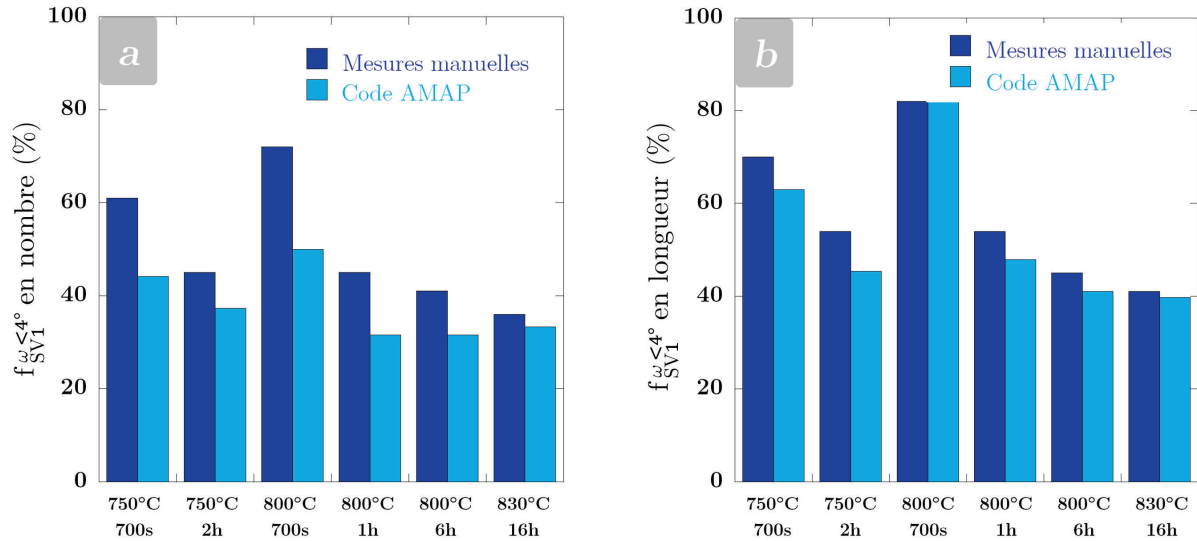 a
Mesures manuelles
Code AMAP
f_SV1^ω<4° en nombre (%)
100
80
60
40
20
0
750°C 750°C 800°C 800°C 800°C 830°C
700s 2h 700s 1h 6h 16h
b
Mesures manuelles
Code AMAP
f_SV1^ω<4° en longueur (%)
100
80
60
40
20
0
750°C 750°C 800°C 800°C 800°C 830°C
700s 2h 700s 1h 6h 16h